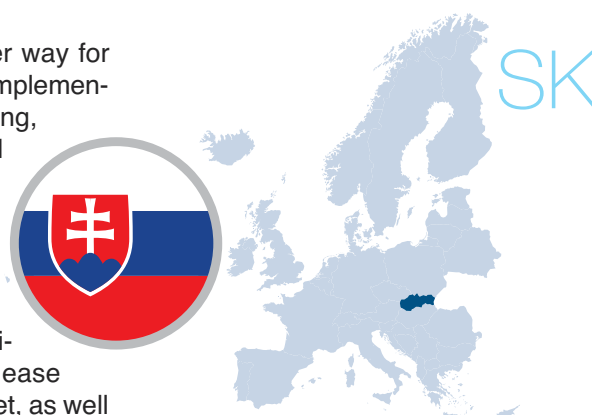 er way for
mplemen-
ng,
SK
i-
ease
et, as well